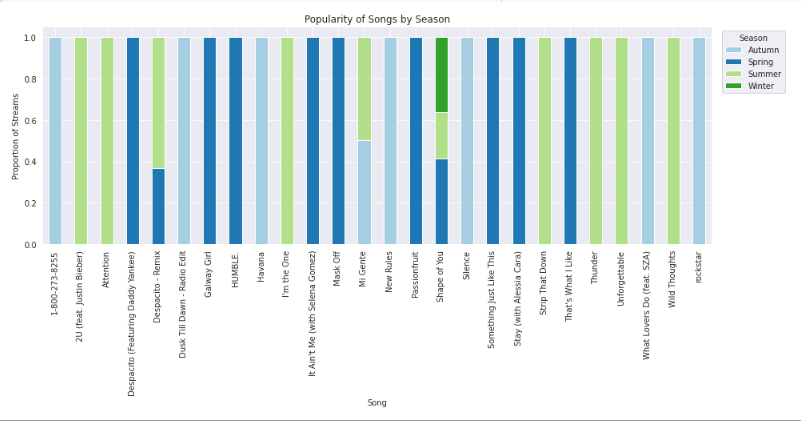 Popularity of Songs by Season
Season
Autumn
Spring
Summer
Winter
Proportion of Streams
1.0
0.8
0.6
0.4
0.2
0.0
1-800-273-8255
2U (feat. Justin Bieber)
Attention
Despacito (Featuring Daddy Yankee)
Despacito - Remix
Dusk Till Dawn - Radio Edit
Galway Girl
HUMBLE.
Havana
I'm the One
It Ain't Me (with Selena Gomez)
Mask Off
Mi Gente
New Rules
Passionfruit
Shape of You
Silence
Something Just Like This
Stay (with Alessia Cara)
Strip That Down
That's What I Like
Thunder
Unforgettable
What Lovers Do (feat. SZA)
Wild Thoughts
rockstar
Song